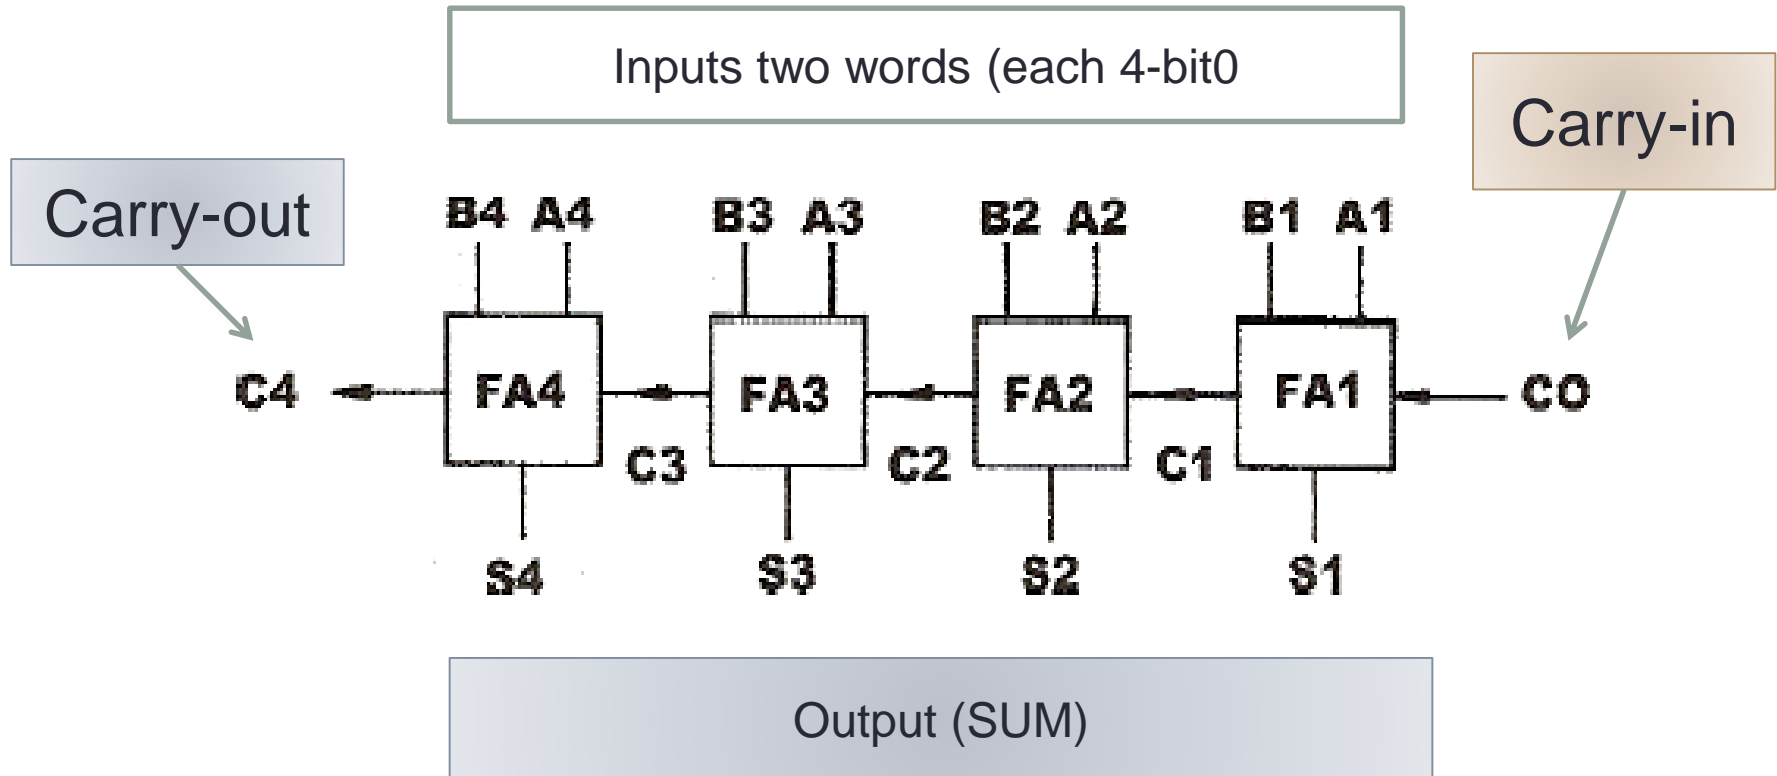 Inputs two words (each 4-bit0
Carry-in
Carry-out
B4 A4 B3 A3 B2 A2 B1 A1
C4 FA4 FA3 FA2 FA1 CO
C3 C2 C1
S4 S3 S2 S1
Output (SUM)